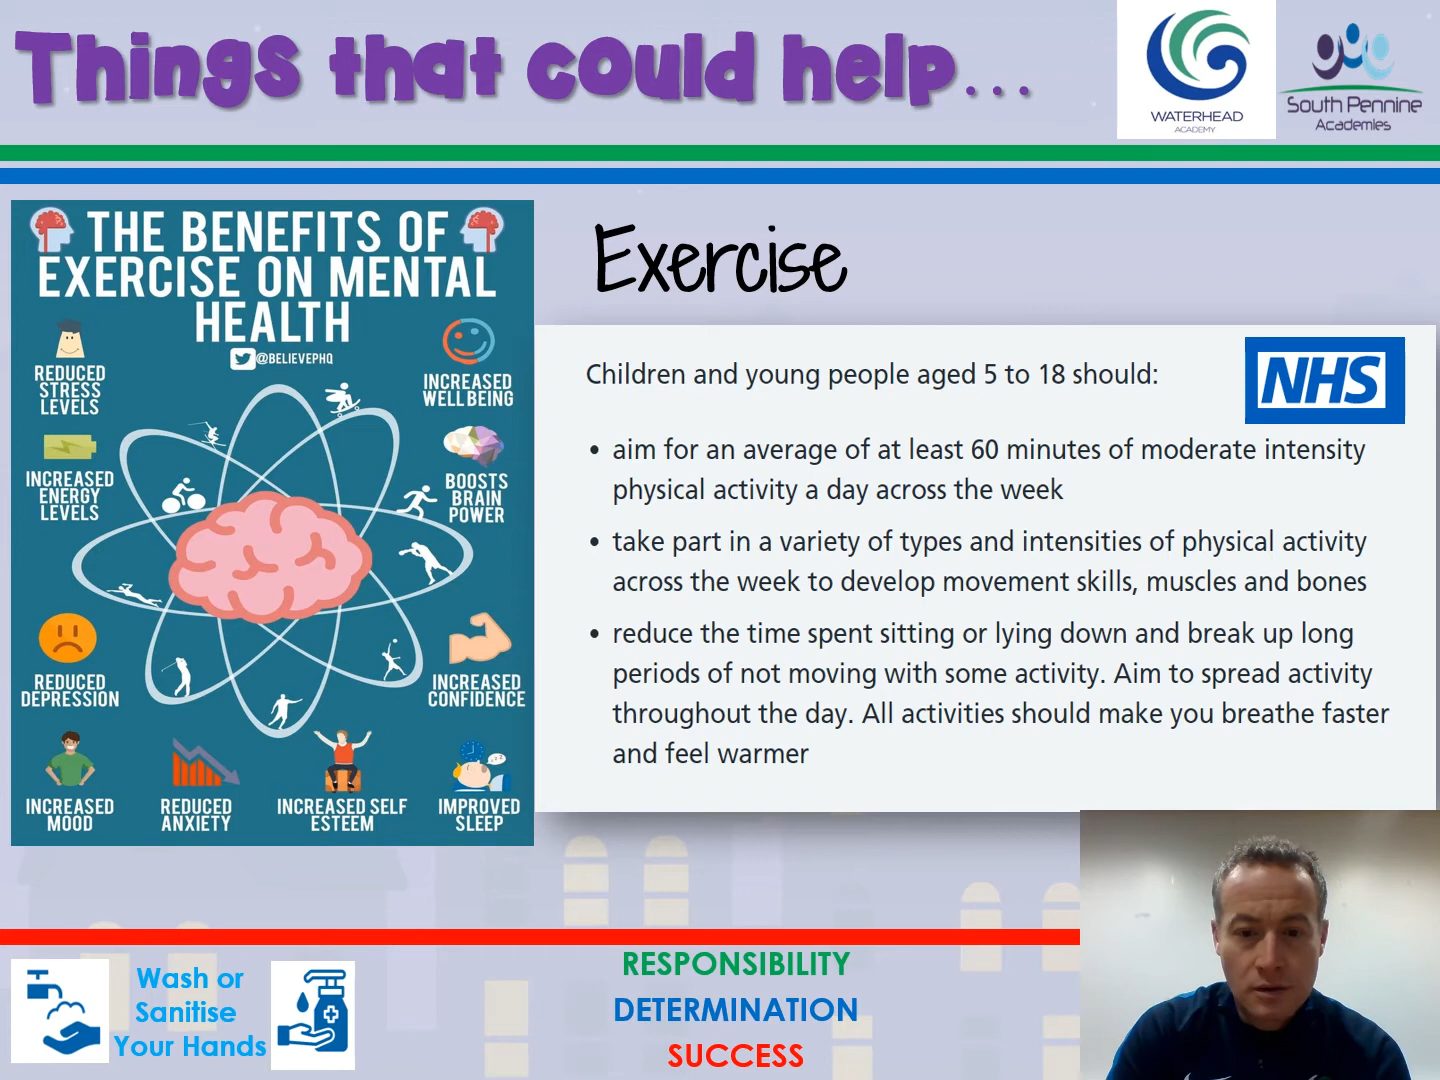 Things that could help...
WATERHEAD
ACADEMY
South Pennine
Academies
THE BENEFITS OF
EXERCISE ON MENTAL
HEALTH
@BELIEVEPHQ
REDUCED
STRESS
LEVELS
INCREASED
WELL BEING
INCREASED
ENERGY
LEVELS
BOOSTS
BRAIN
POWER
REDUCED
DEPRESSION
INCREASED
CONFIDENCE
INCREASED
MOOD
REDUCED
ANXIETY
INCREASED SELF
ESTEEM
IMPROVED
SLEEP
Exercise
NHS
Children and young people aged 5 to 18 should:
• aim for an average of at least 60 minutes of moderate intensity
physical activity a day across the week
• take part in a variety of types and intensities of physical activity
across the week to develop movement skills, muscles and bones
• reduce the time spent sitting or lying down and break up long
periods of not moving with some activity. Aim to spread activity
throughout the day. All activities should make you breathe faster
and feel warmer
Wash or
Sanitise
Your Hands
RESPONSIBILITY
DETERMINATION
SUCCESS